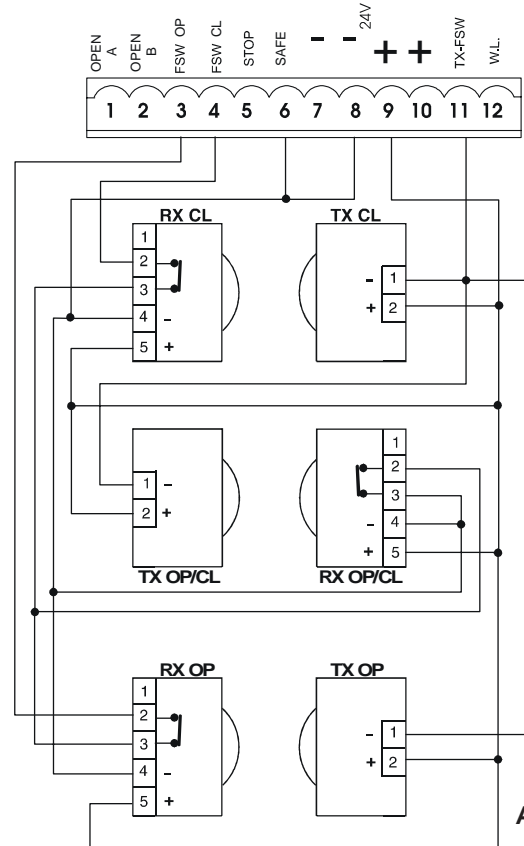 OPEN A
OPEN B
FSW OP
FSW CL
STOP
SAFE
-
-
24V
+
+
TX-FSW
W.L.
1 2 3 4 5 6 7 8 9 10 11 12
RX CL
1
2
3
4 -
5 +
TX CL
- 1
+ 2
1 -
2 +
TX OP/CL
1
2
3
- 4
+ 5
RX OP/CL
RX OP
1
2
3
4 -
5 +
TX OP
- 1
+ 2
A